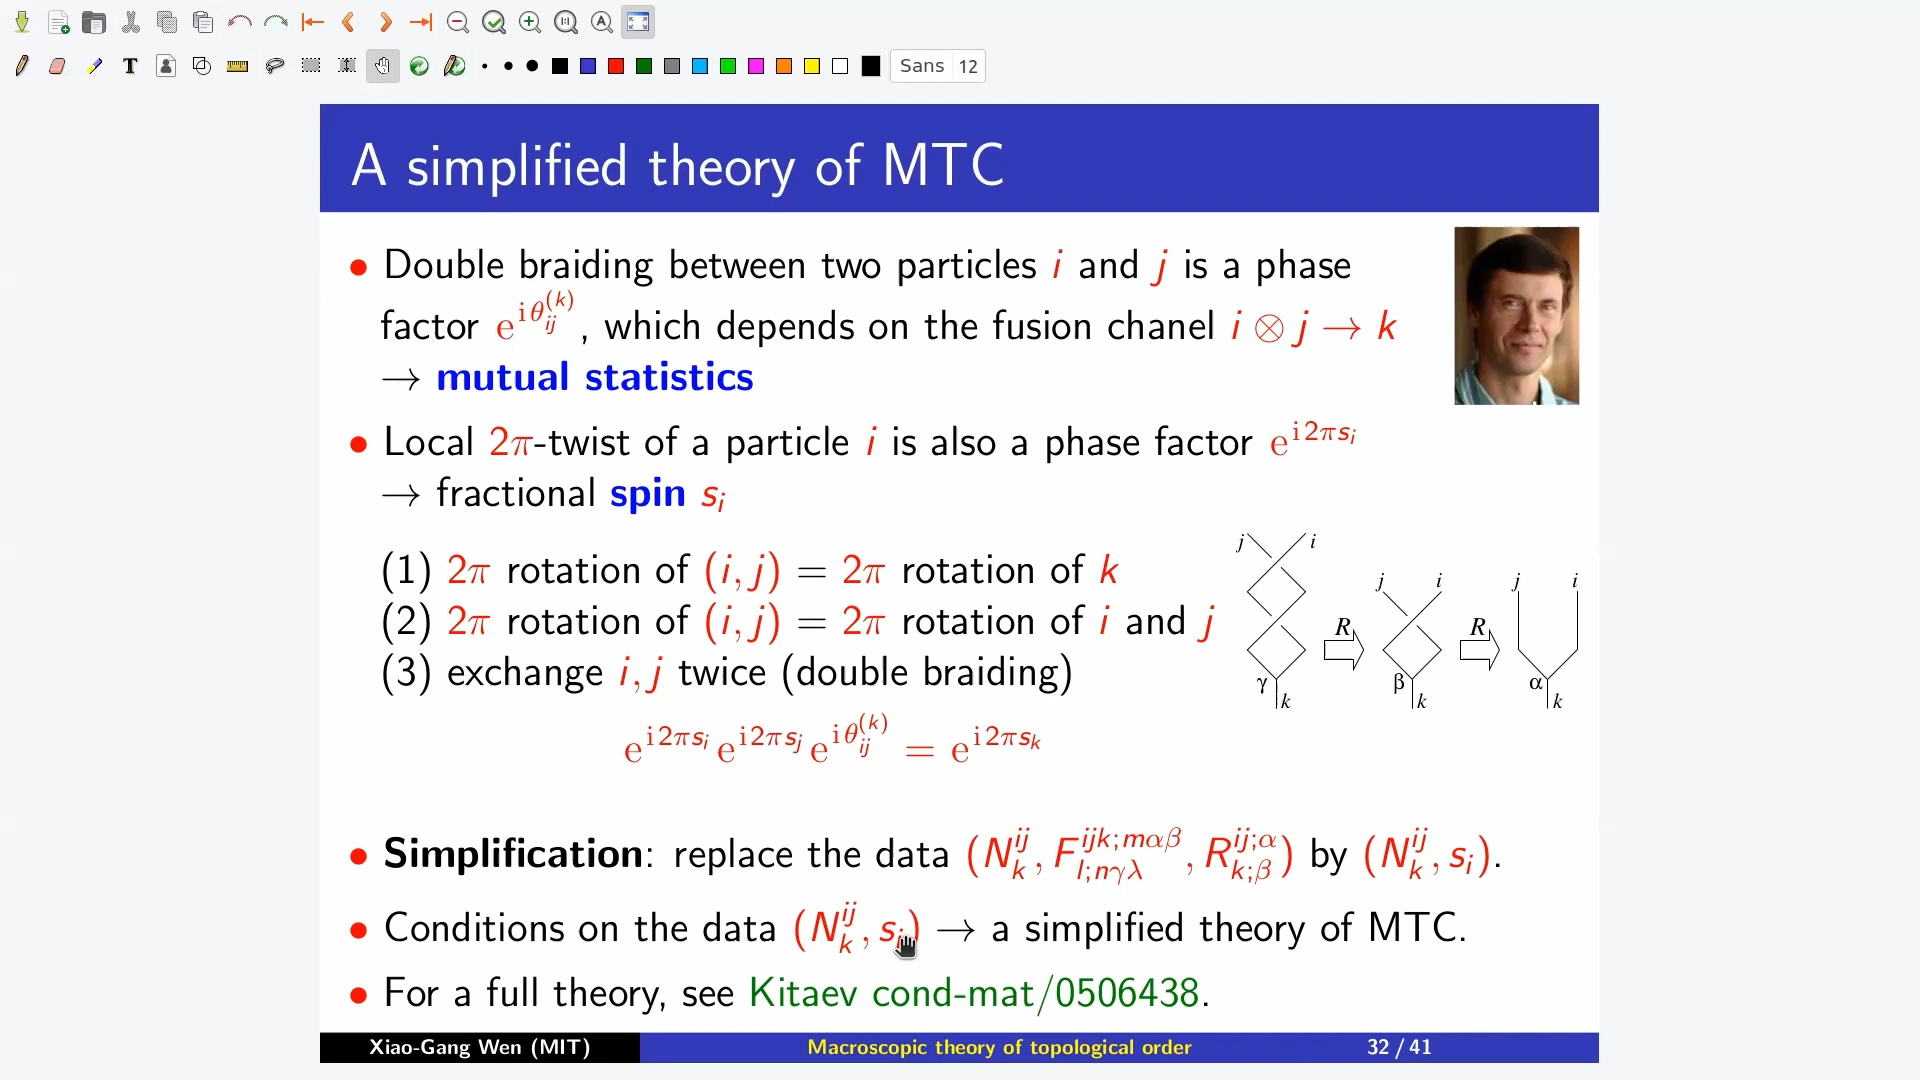 Sans 12
A simplified theory of MTC
• Double braiding between two particles i and j is a phase
factor e^{iθ_{ij}^{(k)}}, which depends on the fusion chanel i ⊗ j → k
→ mutual statistics
• Local 2π-twist of a particle i is also a phase factor e^{i2πs_i}
→ fractional spin s_i
(1) 2π rotation of (i, j) = 2π rotation of k
(2) 2π rotation of (i, j) = 2π rotation of i and j
(3) exchange i, j twice (double braiding)
j i
γ k
R
j i
β k
R
j i
α k
e^{i2πs_i} e^{i2πs_j} e^{iθ_{ij}^{(k)}} = e^{i2πs_k}
• Simplification: replace the data (N_k^{ij}, F_{l;nγλ}^{ijk;mαβ}, R_{k;β}^{ij;α}) by (N_k^{ij}, s_i).
• Conditions on the data (N_k^{ij}, s_i) → a simplified theory of MTC.
• For a full theory, see Kitaev cond-mat/0506438.
Xiao-Gang Wen (MIT) Macroscopic theory of topological order 32 / 41